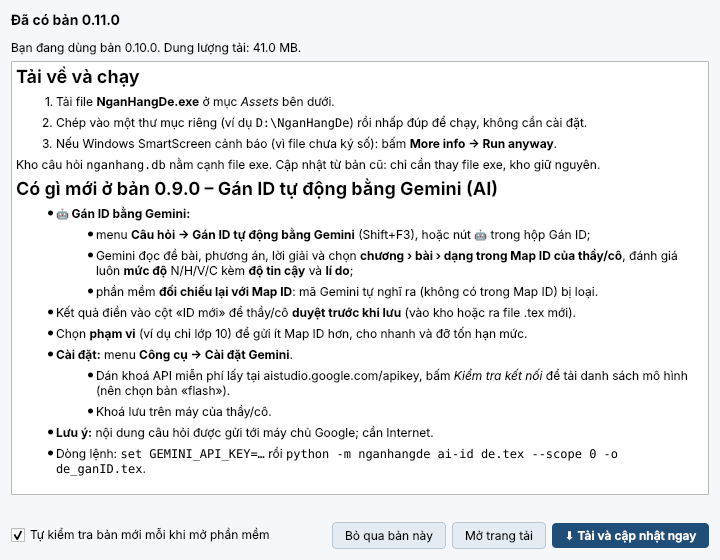 Đã có bản 0.11.0
Bạn đang dùng bản 0.10.0. Dung lượng tải: 41.0 MB.
Tải về và chạy
1. Tải file NganHangDe.exe ở mục Assets bên dưới.
2. Chép vào một thư mục riêng (ví dụ D:\NganHangDe) rồi nhấp đúp để chạy, không cần cài đặt.
3. Nếu Windows SmartScreen cảnh báo (vì file chưa ký số): bấm More info → Run anyway.
Kho câu hỏi nganhang.db nằm cạnh file exe. Cập nhật từ bản cũ: chỉ cần thay file exe, kho giữ nguyên.
Có gì mới ở bản 0.9.0 – Gán ID tự động bằng Gemini (AI)
• 🤖 Gán ID bằng Gemini:
• menu Câu hỏi → Gán ID tự động bằng Gemini (Shift+F3), hoặc nút 🤖 trong hộp Gán ID;
• Gemini đọc đề bài, phương án, lời giải và chọn chương › bài › dạng trong Map ID của thầy/cô, đánh giá
luôn mức độ N/H/V/C kèm độ tin cậy và lí do;
• phần mềm đối chiếu lại với Map ID: mã Gemini tự nghĩ ra (không có trong Map ID) bị loại.
• Kết quả điền vào cột «ID mới» để thầy/cô duyệt trước khi lưu (vào kho hoặc ra file .tex mới).
• Chọn phạm vi (ví dụ chỉ lớp 10) để gửi ít Map ID hơn, cho nhanh và đỡ tốn hạn mức.
• Cài đặt: menu Công cụ → Cài đặt Gemini.
• Dán khoá API miễn phí lấy tại aistudio.google.com/apikey, bấm Kiểm tra kết nối để tải danh sách mô hình
(nên chọn bản «flash»).
• Khoá lưu trên máy của thầy/cô.
• Lưu ý: nội dung câu hỏi được gửi tới máy chủ Google; cần Internet.
• Dòng lệnh: set GEMINI_API_KEY=… rồi python -m nganhangde ai-id de.tex --scope 0 -o
de_ganID.tex.
Tự kiểm tra bản mới mỗi khi mở phần mềm
Bỏ qua bản này
Mở trang tải
⬇ Tải và cập nhật ngay